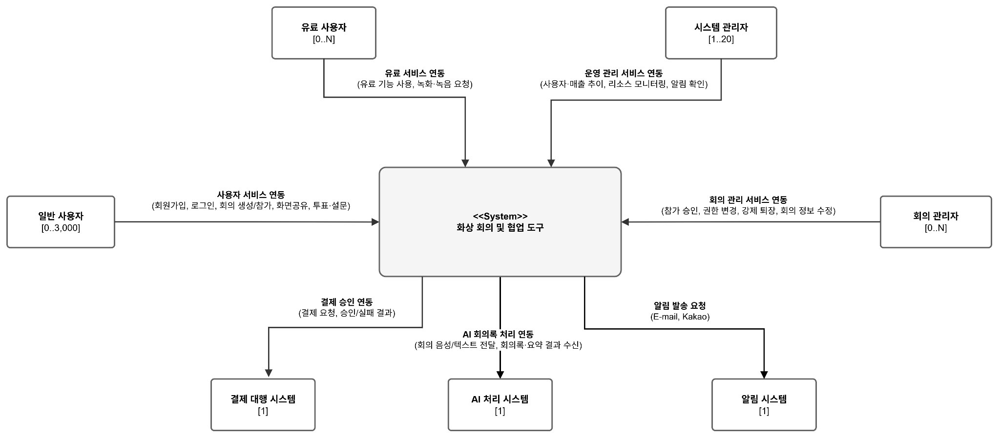 유료 사용자
[0..N]
시스템 관리자
[1..20]
유료 서비스 연동
(유료 기능 사용, 녹화·녹음 요청)
운영 관리 서비스 연동
(사용자·매출 추이, 리소스 모니터링, 알림 확인)
사용자 서비스 연동
(회원가입, 로그인, 회의 생성/참가, 화면공유, 투표·설문)
일반 사용자
[0..3,000]
<<System>>
화상 회의 및 협업 도구
회의 관리 서비스 연동
(참가 승인, 권한 변경, 강제 퇴장, 회의 정보 수정)
회의 관리자
[0..N]
결제 승인 연동
(결제 요청, 승인/실패 결과)
AI 회의록 처리 연동
(회의 음성/텍스트 전달, 회의록·요약 결과 수신)
알림 발송 요청
(E-mail, Kakao)
결제 대행 시스템
[1]
AI 처리 시스템
[1]
알림 시스템
[1]